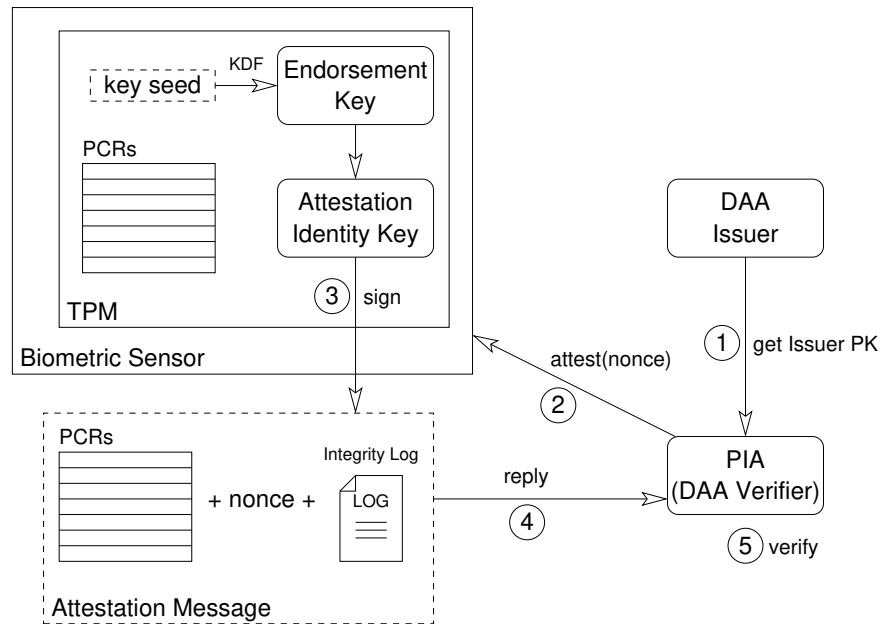 key seed
KDF
Endorsement
Key
PCRs
Attestation
Identity Key
3 sign
TPM
Biometric Sensor
DAA
Issuer
1 get Issuer PK
attest(nonce)
2
PIA
(DAA Verifier)
5 verify
PCRs
+ nonce +
Integrity Log
LOG
Attestation Message
reply
4